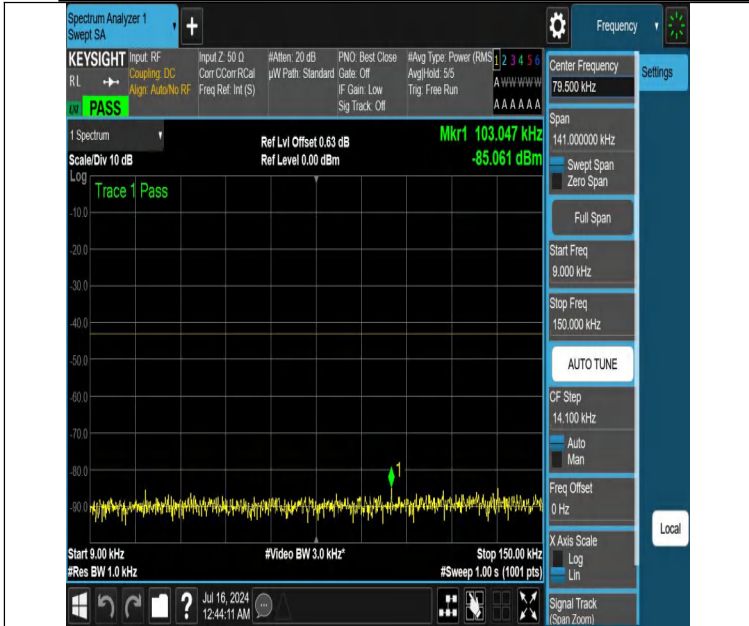 Spectrum Analyzer 1
Swept SA
+
Frequency
KEYSIGHT
RL
LXI
PASS
Input: RF
Coupling: DC
Align: Auto/No RF
Input Z: 50 Ω
Corr CCorr RCal
Freq Ref: Int (S)
#Atten: 20 dB
µW Path: Standard
PNO: Best Close
Gate: Off
IF Gain: Low
Sig Track: Off
#Avg Type: Power (RMS
Avg|Hold: 5/5
Trig: Free Run
1 2 3 4 5 6
A W W W W W
A A A A A A
Center Frequency
79.500 kHz
Settings
Span
141.000000 kHz
Swept Span
Zero Span
Full Span
Start Freq
9.000 kHz
Stop Freq
150.000 kHz
AUTO TUNE
CF Step
14.100 kHz
Auto
Man
Freq Offset
0 Hz
X Axis Scale
Log
Lin
Local
Signal Track
(Span Zoom)
1 Spectrum
Scale/Div 10 dB
Ref Lvl Offset 0.63 dB
Ref Level 0.00 dBm
Mkr1 103.047 kHz
-85.061 dBm
Log
Trace 1 Pass
-10.0
-20.0
-30.0
-40.0
-50.0
-60.0
-70.0
-80.0
-90.0
1
Start 9.00 kHz
#Res BW 1.0 kHz
#Video BW 3.0 kHz*
Stop 150.00 kHz
#Sweep 1.00 s (1001 pts)
?
Jul 16, 2024
12:44:11 AM